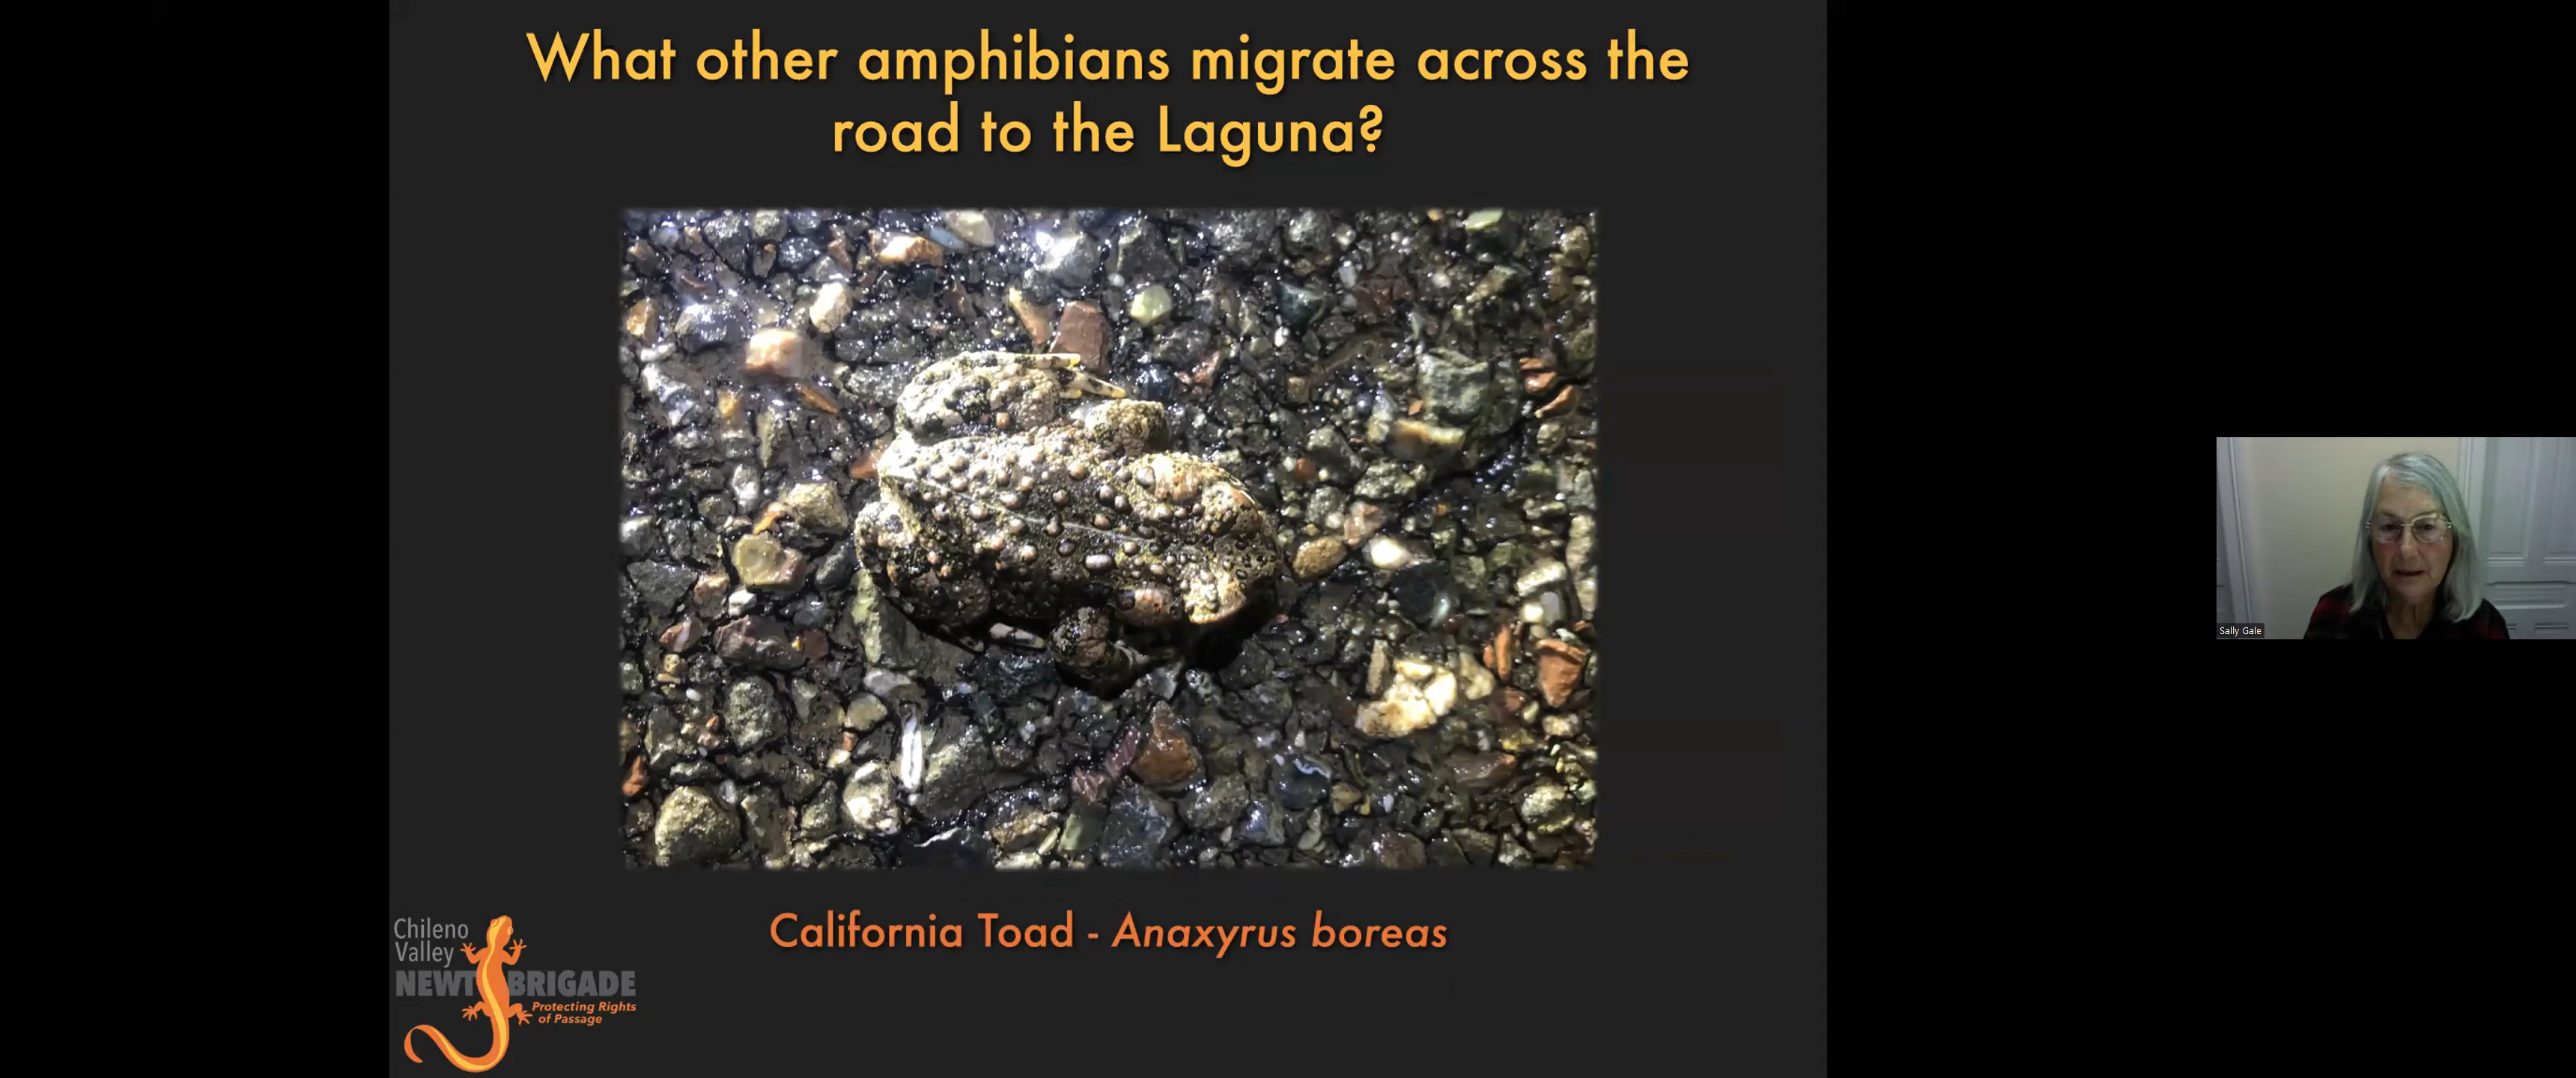 What other amphibians migrate across the
road to the Laguna?
California Toad - Anaxyrus boreas
Chileno
Valley
NEWT BRIGADE
Protecting Rights
of Passage
Sally Gale